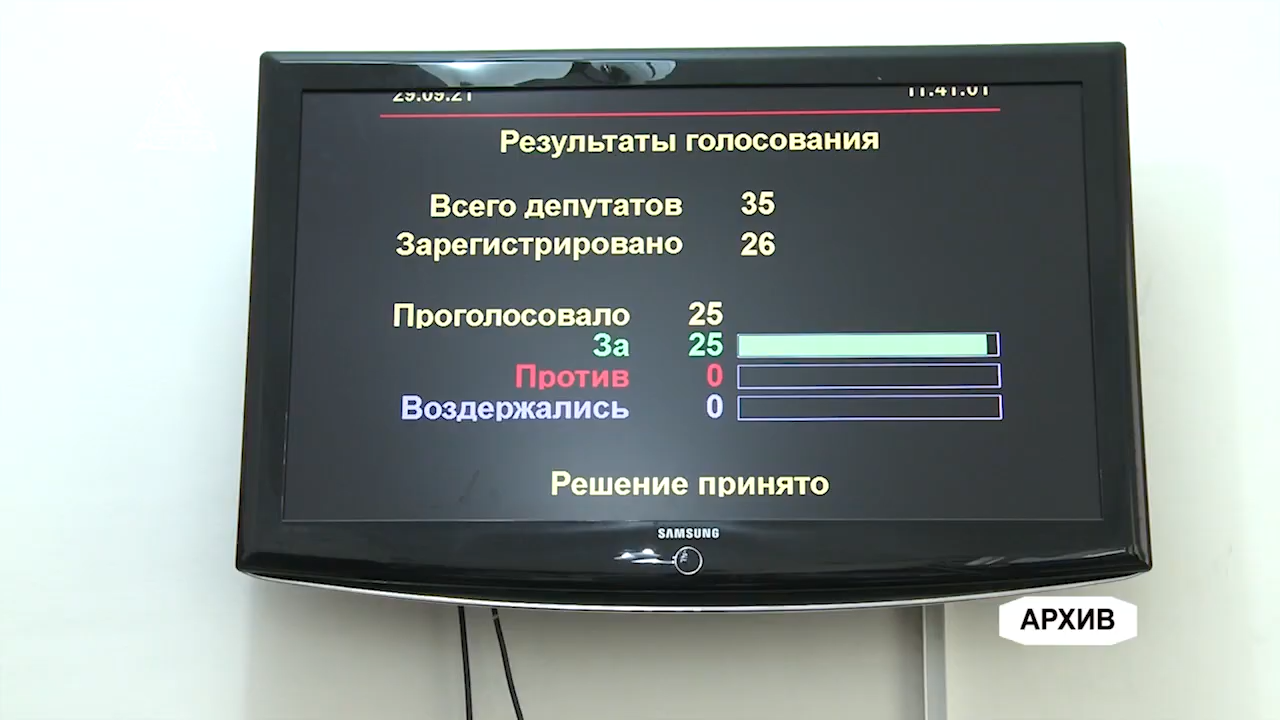 29.09.21 11:41:01
Результаты голосования
Всего депутатов 35
Зарегистрировано 26
Проголосовало 25
За 25
Против 0
Воздержались 0
Решение принято
SAMSUNG
АРХИВ